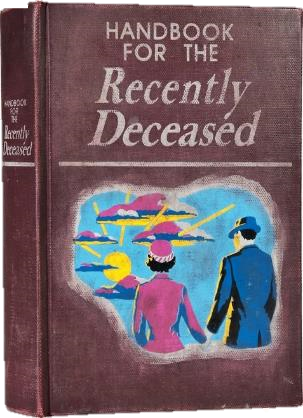 HANDBOOK
FOR THE
Recently
Deceased
HANDBOOK
FOR
THE
Recently
Deceased